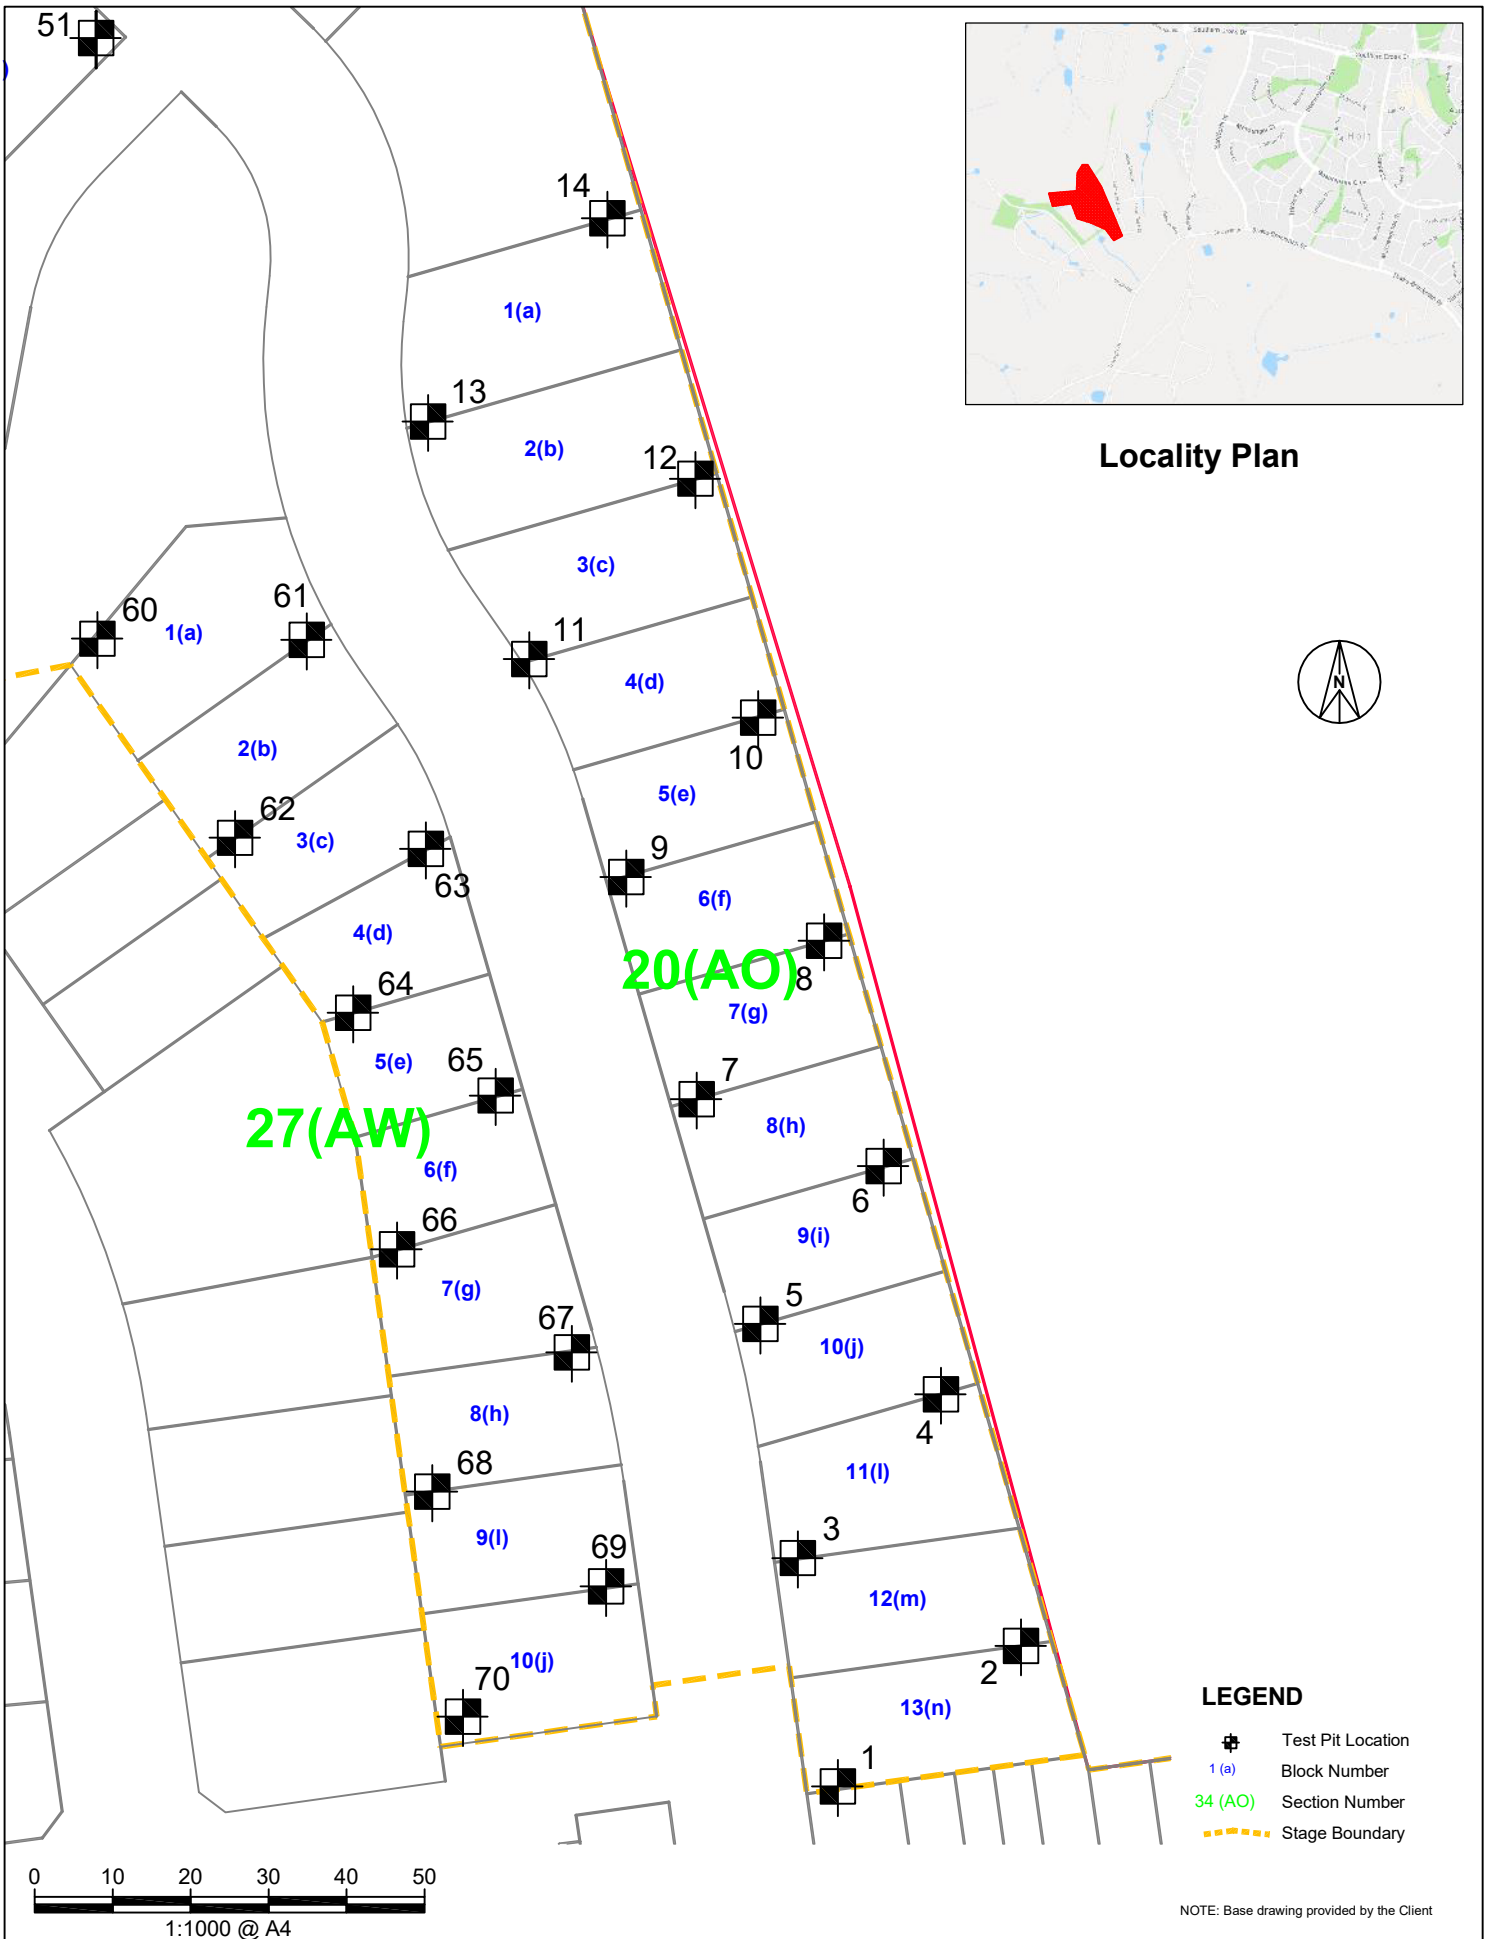 51
14
1(a)
13
2(b)
12
3(c)
11
4(d)
10
5(e)
9
6(f)
20(AO)
8
7(g)
7
8(h)
6
9(i)
5
10(j)
4
11(l)
3
12(m)
2
13(n)
1
60
1(a)
61
2(b)
62
3(c)
63
4(d)
64
5(e)
65
27(AW)
6(f)
66
7(g)
67
8(h)
68
9(l)
69
10(j)
70
Locality Plan
N
LEGEND
Test Pit Location
1 (a) Block Number
34 (AO) Section Number
Stage Boundary
0 10 20 30 40 50
1:1000 @ A4
NOTE: Base drawing provided by the Client